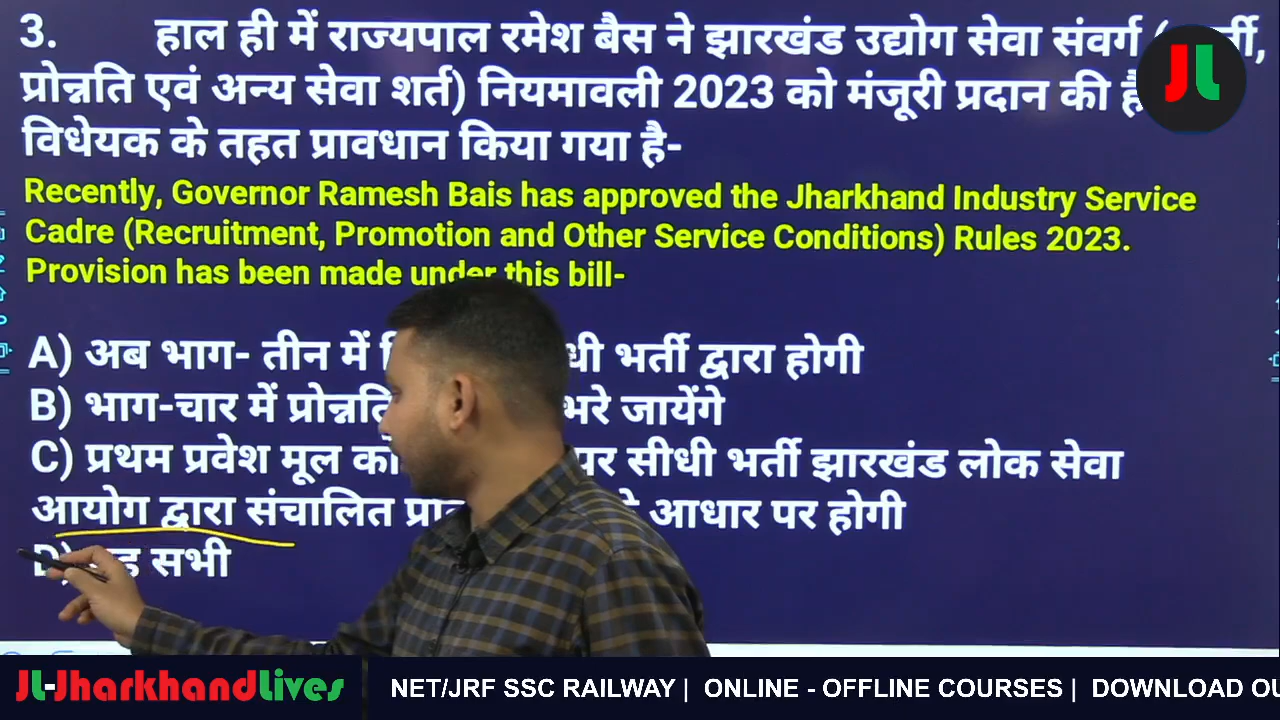 3. हाल ही में राज्यपाल रमेश बैस ने झारखंड उद्योग सेवा संवर्ग
प्रोन्नति एवं अन्य सेवा शर्त) नियमावली 2023 को मंजूरी प्रदान की
विधेयक के तहत प्रावधान किया गया है-
Recently, Governor Ramesh Bais has approved the Jharkhand Industry Service
Cadre (Recruitment, Promotion and Other Service Conditions) Rules 2023.
Provision has been made under this bill-
A) अब भाग- तीन में भर्ती द्वारा होगी
B) भाग-चार में भरे जायेंगे
C) प्रथम प्रवेश मूल पर सीधी भर्ती झारखंड लोक सेवा
आयोग द्वारा संचालित आधार पर होगी
D) सभी
JL
JL-JharkhandLives
NET/JRF SSC RAILWAY | ONLINE - OFFLINE COURSES | DOWNLOAD